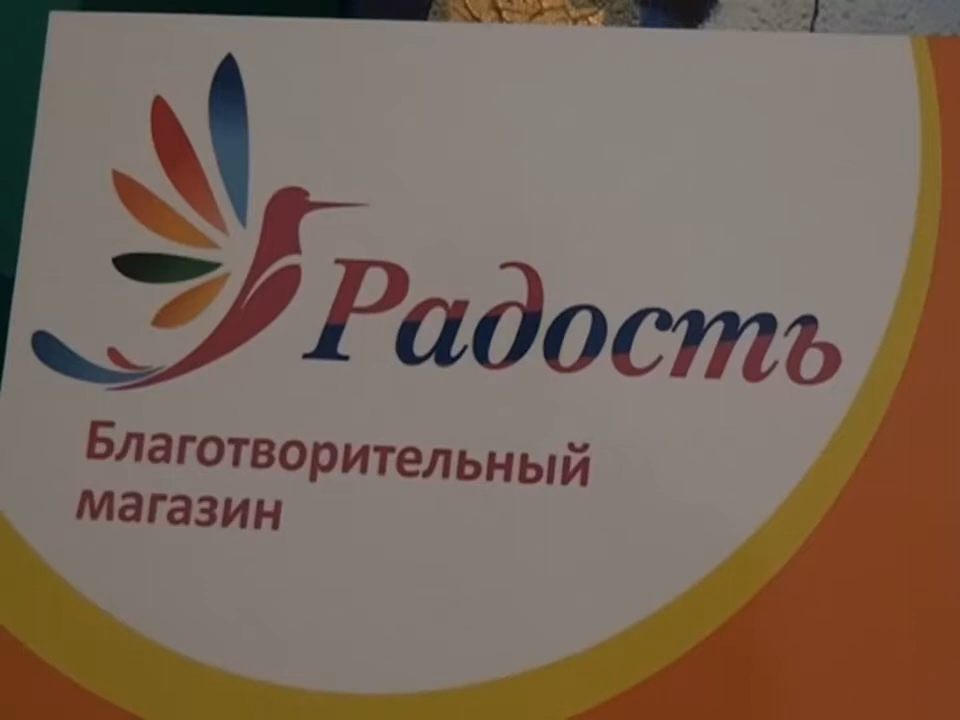 Радость
Благотворительный
магазин